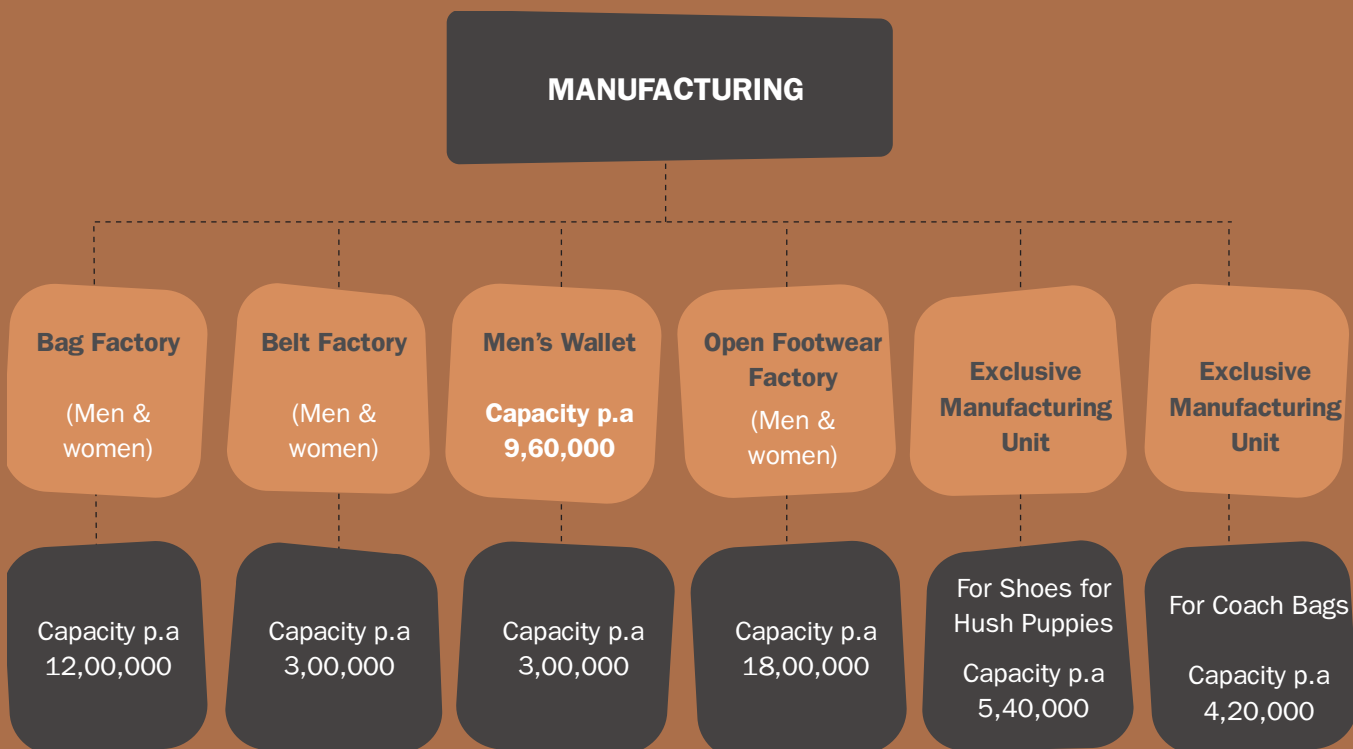 MANUFACTURING
Bag Factory
(Men &
women)
Belt Factory
(Men &
women)
Men’s Wallet
Capacity p.a
9,60,000
Open Footwear
Factory
(Men &
women)
Exclusive
Manufacturing
Unit
Exclusive
Manufacturing
Unit
Capacity p.a
12,00,000
Capacity p.a
3,00,000
Capacity p.a
3,00,000
Capacity p.a
18,00,000
For Shoes for
Hush Puppies
Capacity p.a
5,40,000
For Coach Bags
Capacity p.a
4,20,000